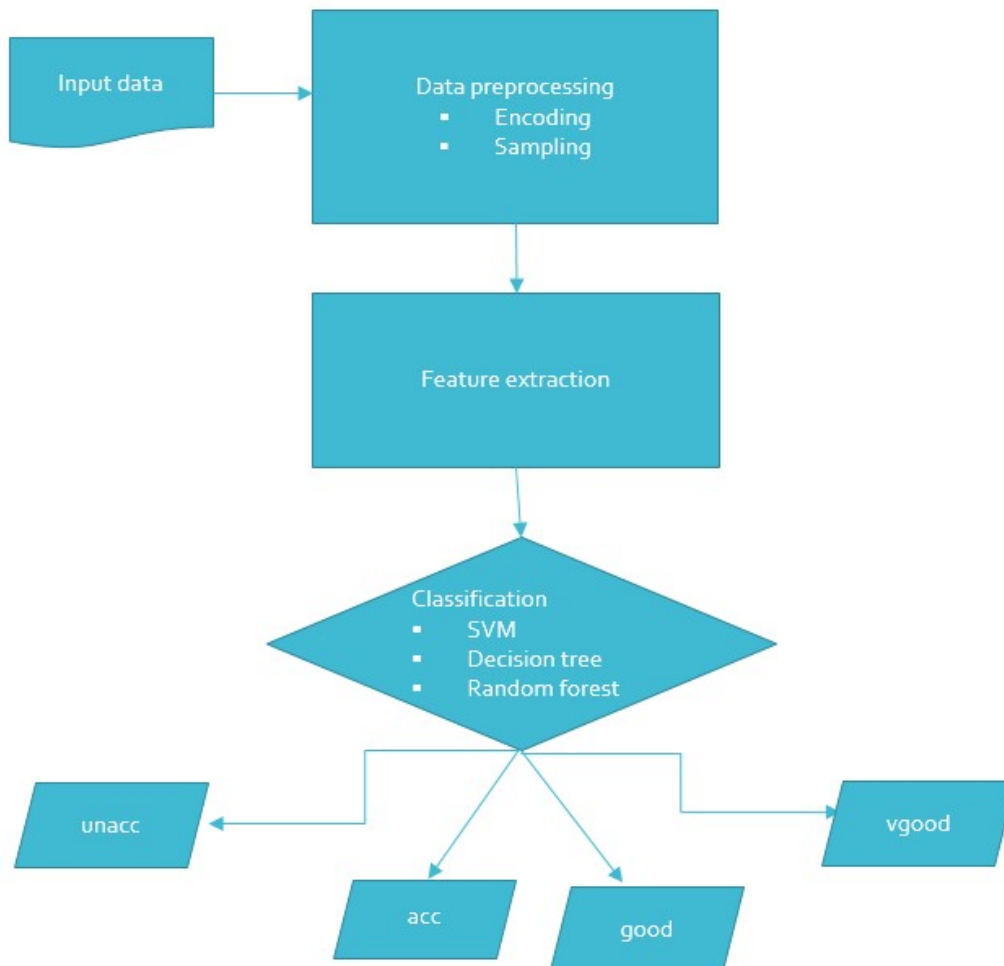 Input data
Data preprocessing
▪ Encoding
▪ Sampling
Feature extraction
Classification
▪ SVM
▪ Decision tree
▪ Random forest
unacc
vgood
acc
good